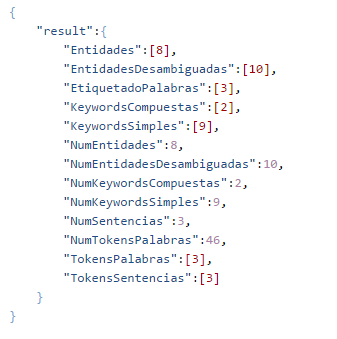 {
"result":{
"Entidades":[8],
"EntidadesDesambiguadas":[10],
"EtiquetadoPalabras":[3],
"KeywordsCompuestas":[2],
"KeywordsSimples":[9],
"NumEntidades":8,
"NumEntidadesDesambiguadas":10,
"NumKeywordsCompuestas":2,
"NumKeywordsSimples":9,
"NumSentencias":3,
"NumTokensPalabras":46,
"TokensPalabras":[3],
"TokensSentencias":[3]
}
}